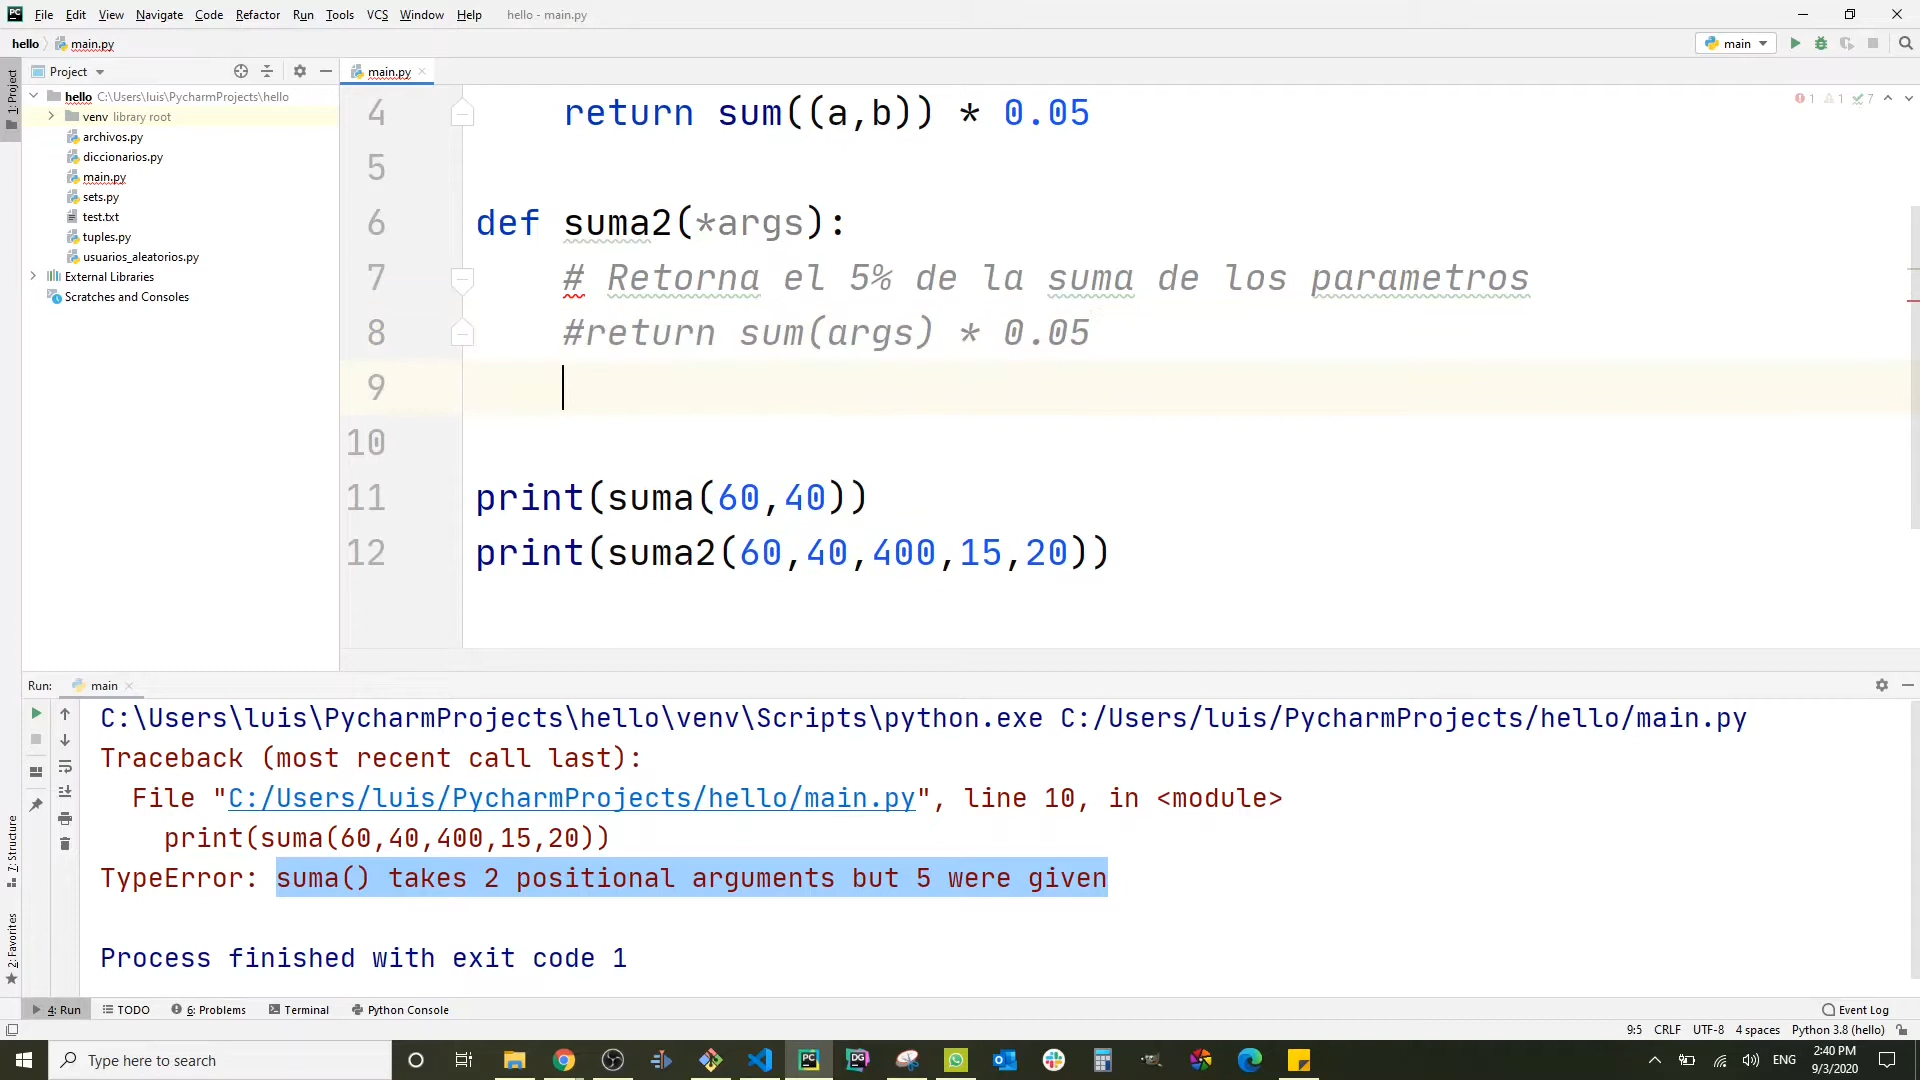 File Edit View Navigate Code Refactor Run Tools VCS Window Help hello - main.py
hello main.py
main
1: Project
Project
main.py
hello C:\Users\luis\PycharmProjects\hello
venv library root
archivos.py
diccionarios.py
main.py
sets.py
test.txt
tuples.py
usuarios_aleatorios.py
External Libraries
Scratches and Consoles
1 1 7
4 return sum((a,b)) * 0.05
5
6 def suma2(*args):
7 # Retorna el 5% de la suma de los parametros
8 #return sum(args) * 0.05
9
10
11 print(suma(60,40))
12 print(suma2(60,40,400,15,20))
Run: main
C:\Users\luis\PycharmProjects\hello\venv\Scripts\python.exe C:/Users/luis/PycharmProjects/hello/main.py
Traceback (most recent call last):
File "C:/Users/luis/PycharmProjects/hello/main.py", line 10, in <module>
print(suma(60,40,400,15,20))
TypeError: suma() takes 2 positional arguments but 5 were given
Process finished with exit code 1
7: Structure
2: Favorites
4: Run TODO 6: Problems Terminal Python Console Event Log
9:5 CRLF UTF-8 4 spaces Python 3.8 (hello)
Type here to search
ENG
2:40 PM
9/3/2020